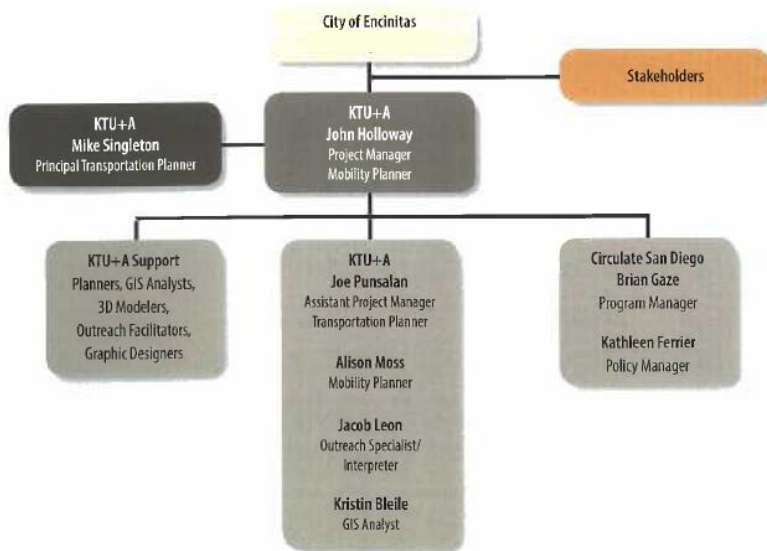 City of Encinitas
Stakeholders
KTU+A
Mike Singleton
Principal Transportation Planner
KTU+A
John Holloway
Project Manager
Mobility Planner
KTU+A Support
Planners, GIS Analysts,
3D Modelers,
Outreach Facilitators,
Graphic Designers
KTU+A
Joe Punsalan
Assistant Project Manager
Transportation Planner
Alison Moss
Mobility Planner
Jacob Leon
Outreach Specialist/
Interpreter
Kristin Bleile
GIS Analyst
Circulate San Diego
Brian Gaze
Program Manager
Kathleen Ferrier
Policy Manager